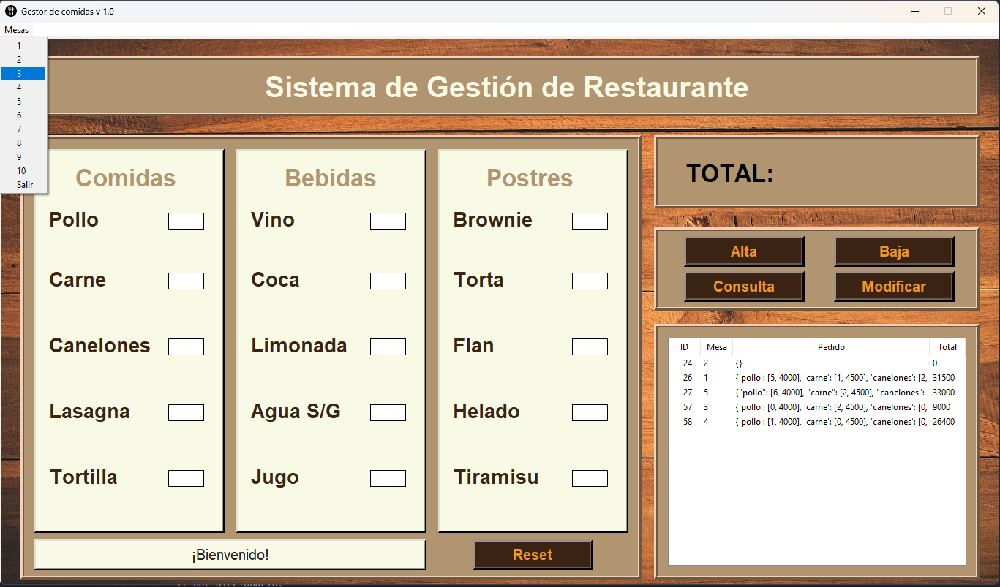 Gestor de comidas v 1.0
Mesas
1
2
3
4
5
6
7
8
9
10
Salir
Sistema de Gestión de Restaurante
Comidas
Pollo
Carne
Canelones
Lasagna
Tortilla
Bebidas
Vino
Coca
Limonada
Agua S/G
Jugo
Postres
Brownie
Torta
Flan
Helado
Tiramisu
¡Bienvenido!
Reset
TOTAL:
Alta
Baja
Consulta
Modificar
ID Mesa Pedido Total
24 2 {} 0
26 1 {'pollo': [5, 4000], 'carne': [1, 4500], 'canelones': [2, 31500
27 5 {"pollo": [6, 4000], "carne": [2, 4500], "canelones": 33000
57 3 {'pollo': [0, 4000], 'carne': [2, 4500], 'canelones': [0, 9000
58 4 {'pollo': [1, 4000], 'carne': [0, 4500], 'canelones': [0, 26400